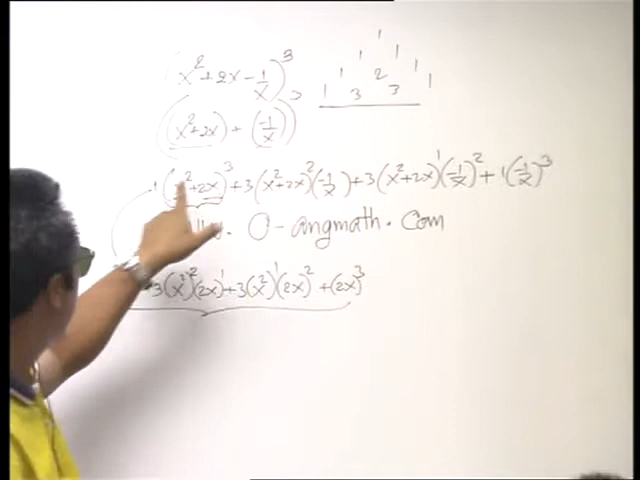 (x²+2x-1/x)³
1
1 1
1 2 1
1 3 3 1
((x²+2x)+(-1/x))³
1(x²+2x)³+3(x²+2x)²(-1/x)+3(x²+2x)¹(-1/x)²+1(-1/x)³
O-angmath.Com
3(x²)²(2x)¹+3(x²)¹(2x)²+(2x)³